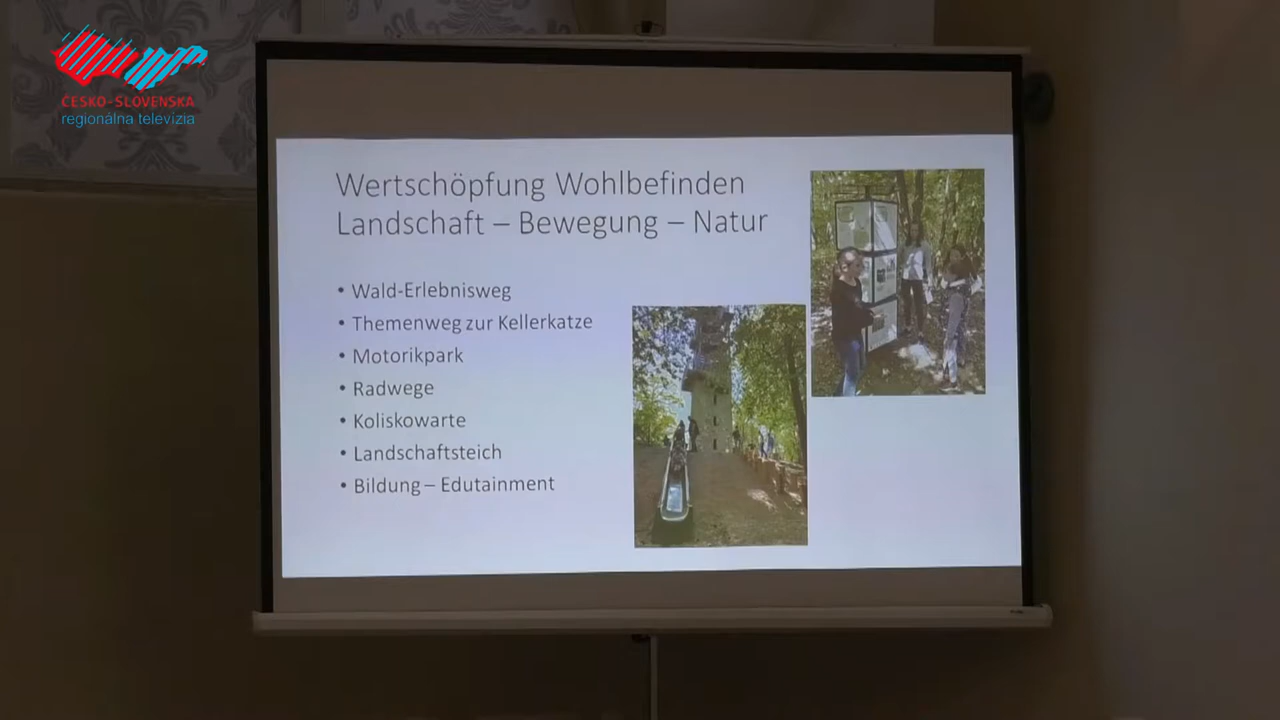 ČESKO-SLOVENSKA
regionálna televízia
Wertschöpfung Wohlbefinden
Landschaft – Bewegung – Natur
• Wald-Erlebnisweg
• Themenweg zur Kellerkatze
• Motorikpark
• Radwege
• Koliskowarte
• Landschaftsteich
• Bildung – Edutainment